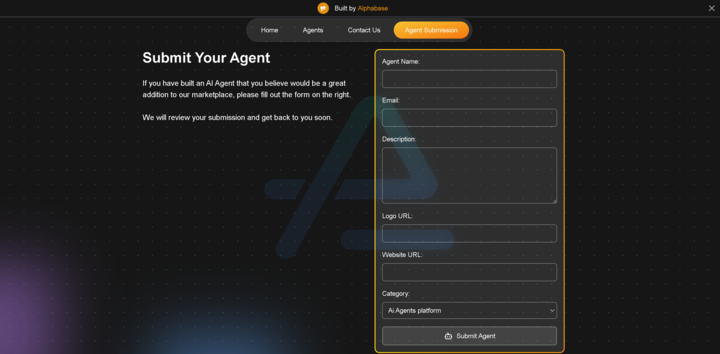 Built by Alphabase
Home
Agents
Contact Us
Agent Submission
Submit Your Agent
If you have built an AI Agent that you believe would be a great
addition to our marketplace, please fill out the form on the right.
We will review your submission and get back to you soon.
Agent Name:
Email:
Description:
Logo URL:
Website URL:
Category:
Ai Agents platform
Submit Agent